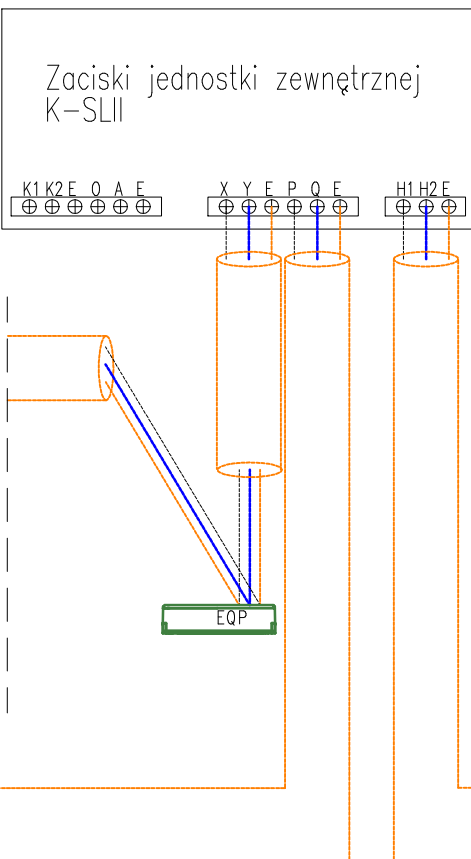 Zaciski jednostki zewnętrznej
K-SLII
K1 K2 E O A E X Y E P Q E H1 H2 E
EQP